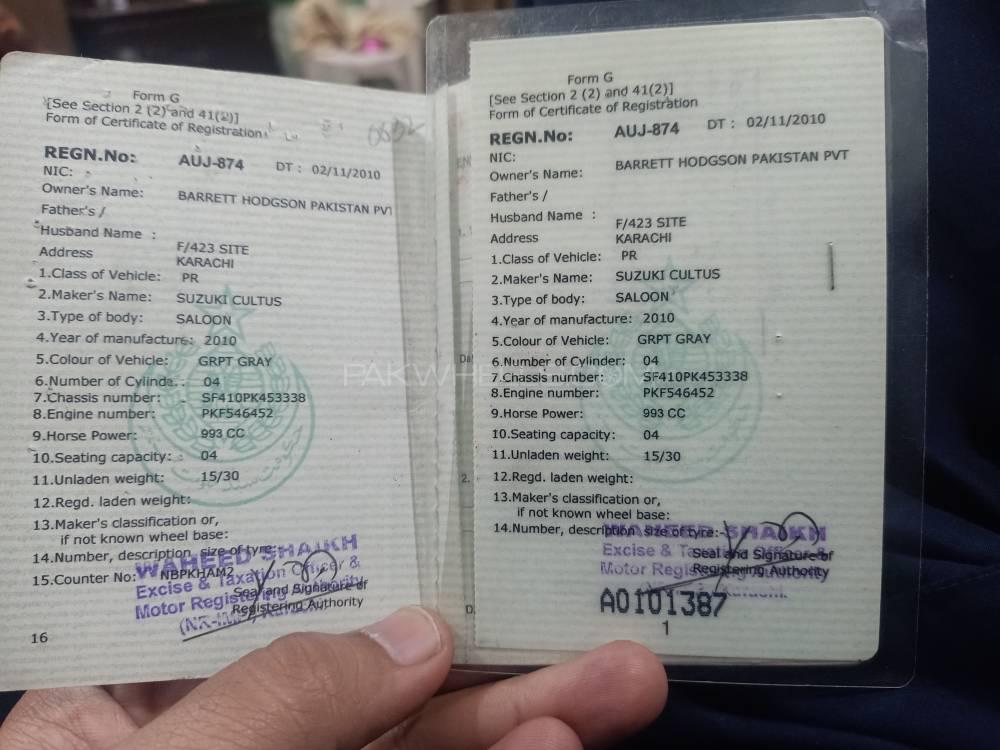 Form G
[See Section 2 (2) and 41(2)]
Form of Certificate of Registration
REGN.No: AUJ-874 DT : 02/11/2010
NIC:
Owner's Name: BARRETT HODGSON PAKISTAN PVT
Father's /
Husband Name :
Address F/423 SITE
KARACHI
1.Class of Vehicle: PR
2.Maker's Name: SUZUKI CULTUS
3.Type of body: SALOON
4.Year of manufacture: 2010
5.Colour of Vehicle: GRPT GRAY
6.Number of Cylinde.: 04
7.Chassis number: SF410PK453338
8.Engine number: PKF546452
9.Horse Power: 993 CC
10.Seating capacity: 04
11.Unladen weight: 15/30
12.Regd. laden weight:
13.Maker's classification or,
if not known wheel base:
14.Number, description size of tyre:
15.Counter No: NBPKHAM2
WAHEED SHAIKH
Excise & Taxation Officer &
Motor Registering Authority
Seal and Signature of
Registering Authority
16
Form G
[See Section 2 (2) and 41(2)]
Form of Certificate of Registration
REGN.No: AUJ-874 DT : 02/11/2010
NIC:
Owner's Name: BARRETT HODGSON PAKISTAN PVT
Father's /
Husband Name :
Address F/423 SITE
KARACHI
1.Class of Vehicle: PR
2.Maker's Name: SUZUKI CULTUS
3.Type of body: SALOON
4.Year of manufacture: 2010
5.Colour of Vehicle: GRPT GRAY
6.Number of Cylinder: 04
7.Chassis number: SF410PK453338
8.Engine number: PKF546452
9.Horse Power: 993 CC
10.Seating capacity: 04
11.Unladen weight: 15/30
12.Regd. laden weight:
13.Maker's classification or,
if not known wheel base:
14.Number, description size of tyre:-
WAHEED SHAIKH
Excise &
Motor
Seal and Signature of
Registering Authority
A0101387
1